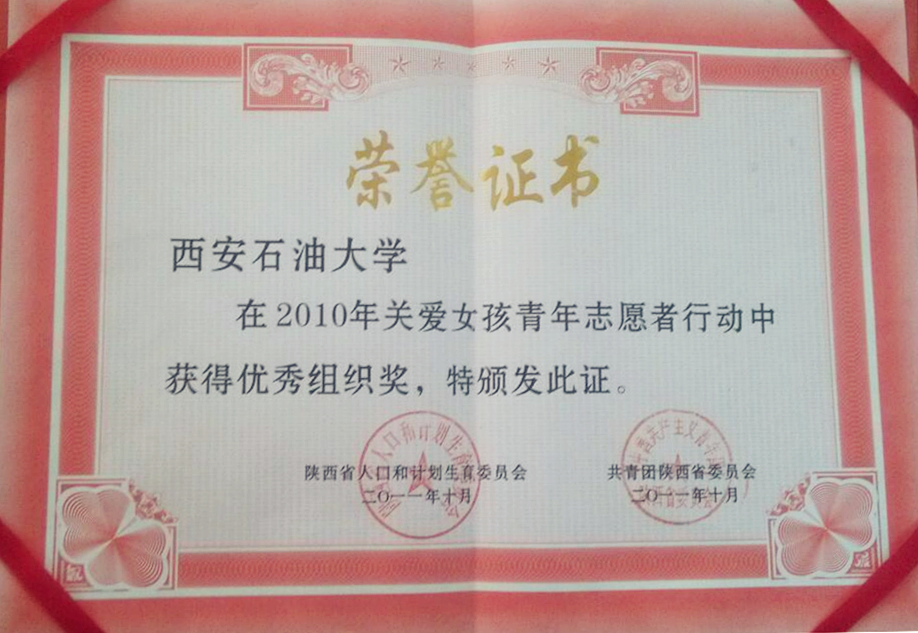 荣誉证书
西安石油大学
在2010年关爱女孩青年志愿者行动中
获得优秀组织奖，特颁发此证。
陕西省人口和计划生育委员会
二〇一一年十月
共青团陕西省委员会
二〇一一年十月